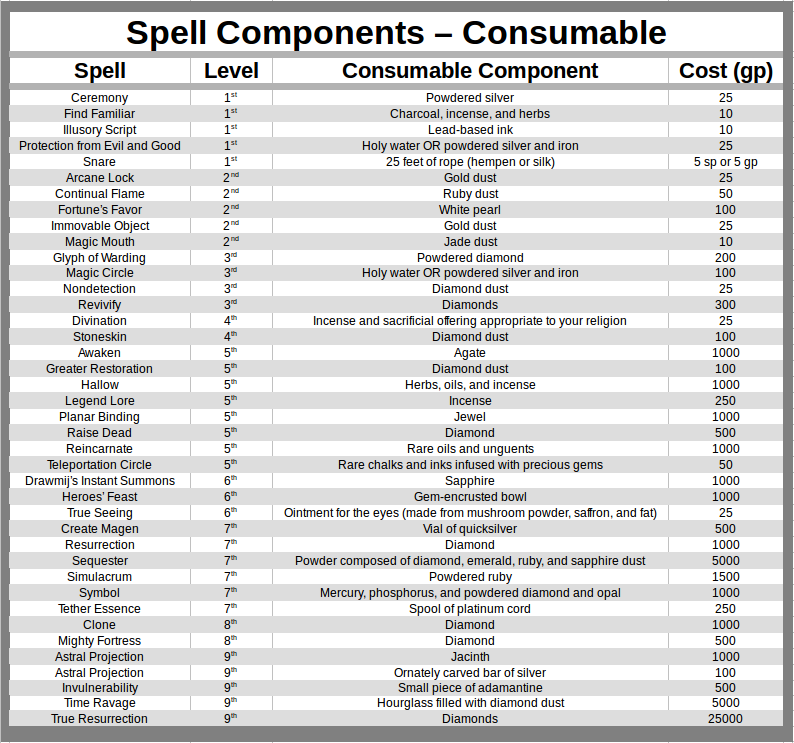 Spell Components – Consumable
Spell Level Consumable Component Cost (gp)
Ceremony 1st Powdered silver 25
Find Familiar 1st Charcoal, incense, and herbs 10
Illusory Script 1st Lead-based ink 10
Protection from Evil and Good 1st Holy water OR powdered silver and iron 25
Snare 1st 25 feet of rope (hempen or silk) 5 sp or 5 gp
Arcane Lock 2nd Gold dust 25
Continual Flame 2nd Ruby dust 50
Fortune's Favor 2nd White pearl 100
Immovable Object 2nd Gold dust 25
Magic Mouth 2nd Jade dust 10
Glyph of Warding 3rd Powdered diamond 200
Magic Circle 3rd Holy water OR powdered silver and iron 100
Nondetection 3rd Diamond dust 25
Revivify 3rd Diamonds 300
Divination 4th Incense and sacrificial offering appropriate to your religion 25
Stoneskin 4th Diamond dust 100
Awaken 5th Agate 1000
Greater Restoration 5th Diamond dust 100
Hallow 5th Herbs, oils, and incense 1000
Legend Lore 5th Incense 250
Planar Binding 5th Jewel 1000
Raise Dead 5th Diamond 500
Reincarnate 5th Rare oils and unguents 1000
Teleportation Circle 5th Rare chalks and inks infused with precious gems 50
Drawmij's Instant Summons 6th Sapphire 1000
Heroes' Feast 6th Gem-encrusted bowl 1000
True Seeing 6th Ointment for the eyes (made from mushroom powder, saffron, and fat) 25
Create Magen 7th Vial of quicksilver 500
Resurrection 7th Diamond 1000
Sequester 7th Powder composed of diamond, emerald, ruby, and sapphire dust 5000
Simulacrum 7th Powdered ruby 1500
Symbol 7th Mercury, phosphorus, and powdered diamond and opal 1000
Tether Essence 7th Spool of platinum cord 250
Clone 8th Diamond 1000
Mighty Fortress 8th Diamond 500
Astral Projection 9th Jacinth 1000
Astral Projection 9th Ornately carved bar of silver 100
Invulnerability 9th Small piece of adamantine 500
Time Ravage 9th Hourglass filled with diamond dust 5000
True Resurrection 9th Diamonds 25000